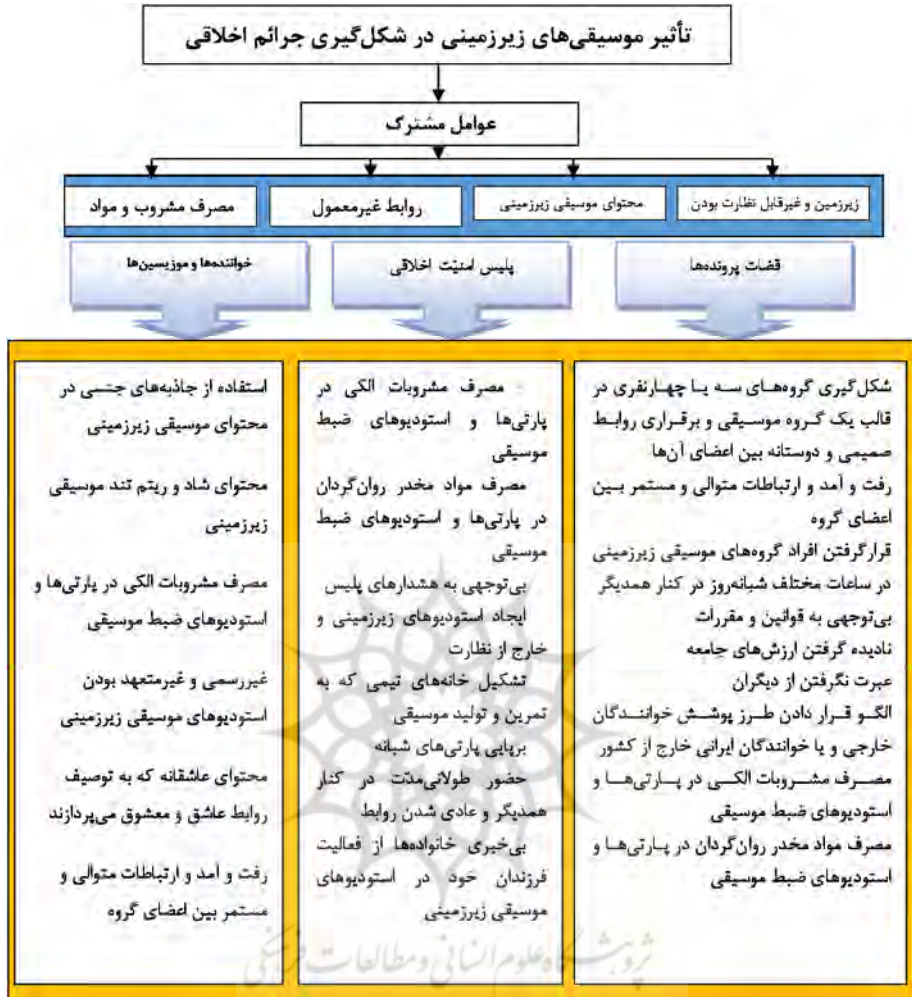 تأثیر موسیقی‌های زیرزمینی در شکل‌گیری جرائم اخلاقی
عوامل مشترک
زیرزمین و غیرقابل نظارت بودن
محتوای موسیقی زیرزمینی
روابط غیرمعمول
مصرف مشروب و مواد
قضات پرونده‌ها
پلیس امنیّت اخلاقی
خواننده‌ها و موزیسین‌ها
شکل‌گیری گروه‌های سه یا چهارنفری در
قالب یک گروه موسیقی و برقراری روابط
صمیمی و دوستانه بین اعضای آن‌ها
رفت و آمد و ارتباطات متوالی و مستمر بین
اعضای گروه
قرارگرفتن افراد گروه‌های موسیقی زیرزمینی
در ساعات مختلف شبانه‌روز در کنار همدیگر
بی‌توجهی به قوانین و مقررات
نادیده گرفتن ارزش‌های جامعه
عبرت نگرفتن از دیگران
الگو قرار دادن طرز پوشش خوانندگان
خارجی و یا خوانندگان ایرانی خارج از کشور
مصرف مشروبات الکی در پارتی‌ها و
استودیوهای ضبط موسیقی
مصرف مواد مخدر روان‌گردان در پارتی‌ها و
استودیوهای ضبط موسیقی
مصرف مشروبات الکی در
پارتی‌ها و استودیوهای ضبط
موسیقی
مصرف مواد مخدر روان‌گردان
در پارتی‌ها و استودیوهای ضبط
موسیقی
بی‌توجهی به هشدارهای پلیس
ایجاد استودیوهای زیرزمینی و
خارج از نظارت
تشکیل خانه‌های تیمی که به
تمرین و تولید موسیقی
برپایی پارتی‌های شبانه
حضور طولانی‌مدّت در کنار
همدیگر و عادی شدن روابط
بی‌خبری خانواده‌ها از فعالیت
فرزندان خود در استودیوهای
موسیقی زیرزمینی
استفاده از جاذبه‌های جنسی در
محتوای موسیقی زیرزمینی
محتوای شاد و ریتم تند موسیقی
زیرزمینی
مصرف مشروبات الکی در پارتی‌ها و
استودیوهای ضبط موسیقی
غیررسمی و غیرمتعهد بودن
استودیوهای موسیقی زیرزمینی
محتوای عاشقانه که به توصیف
روابط عاشق و معشوق می‌پردازند
رفت و آمد و ارتباطات متوالی و
مستمر بین اعضای گروه
پژوهشگاه علوم انسانی و مطالعات فرهنگی